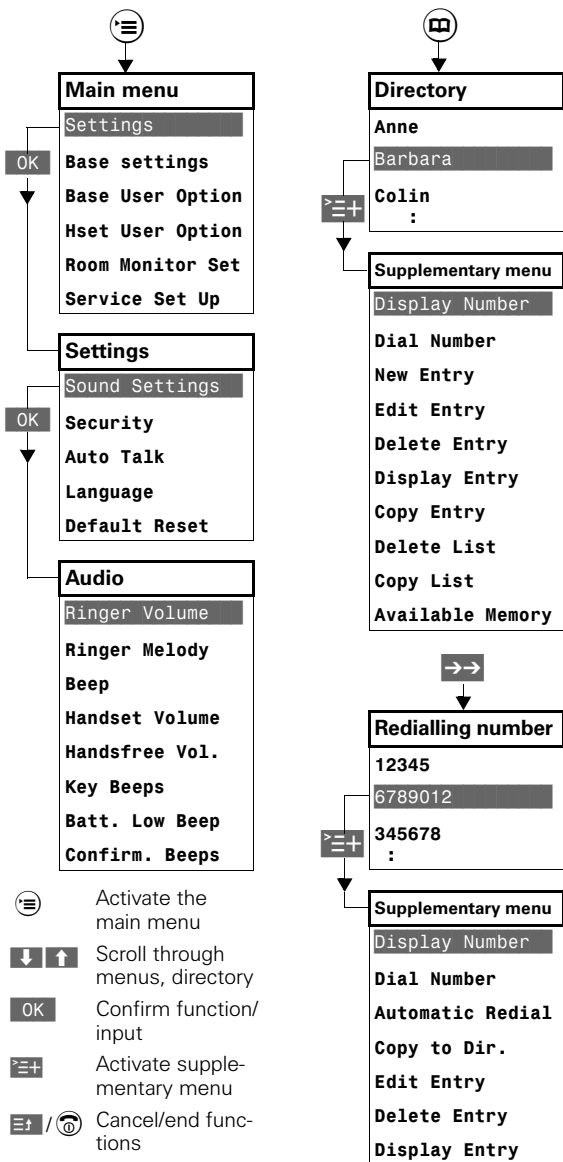 Main menu
Settings
OK
Base settings
Base User Option
Hset User Option
Room Monitor Set
Service Set Up
Settings
Sound Settings
OK
Security
Auto Talk
Language
Default Reset
Audio
Ringer Volume
Ringer Melody
Beep
Handset Volume
Handsfree Vol.
Key Beeps
Batt. Low Beep
Confirm. Beeps
Activate the
main menu
Scroll through
menus, directory
OK
Confirm function/
input
Activate supple-
mentary menu
/
Cancel/end func-
tions
Directory
Anne
Barbara
Colin
:
Supplementary menu
Display Number
Dial Number
New Entry
Edit Entry
Delete Entry
Display Entry
Copy Entry
Delete List
Copy List
Available Memory
Redialling number
12345
6789012
345678
:
Supplementary menu
Display Number
Dial Number
Automatic Redial
Copy to Dir.
Edit Entry
Delete Entry
Display Entry